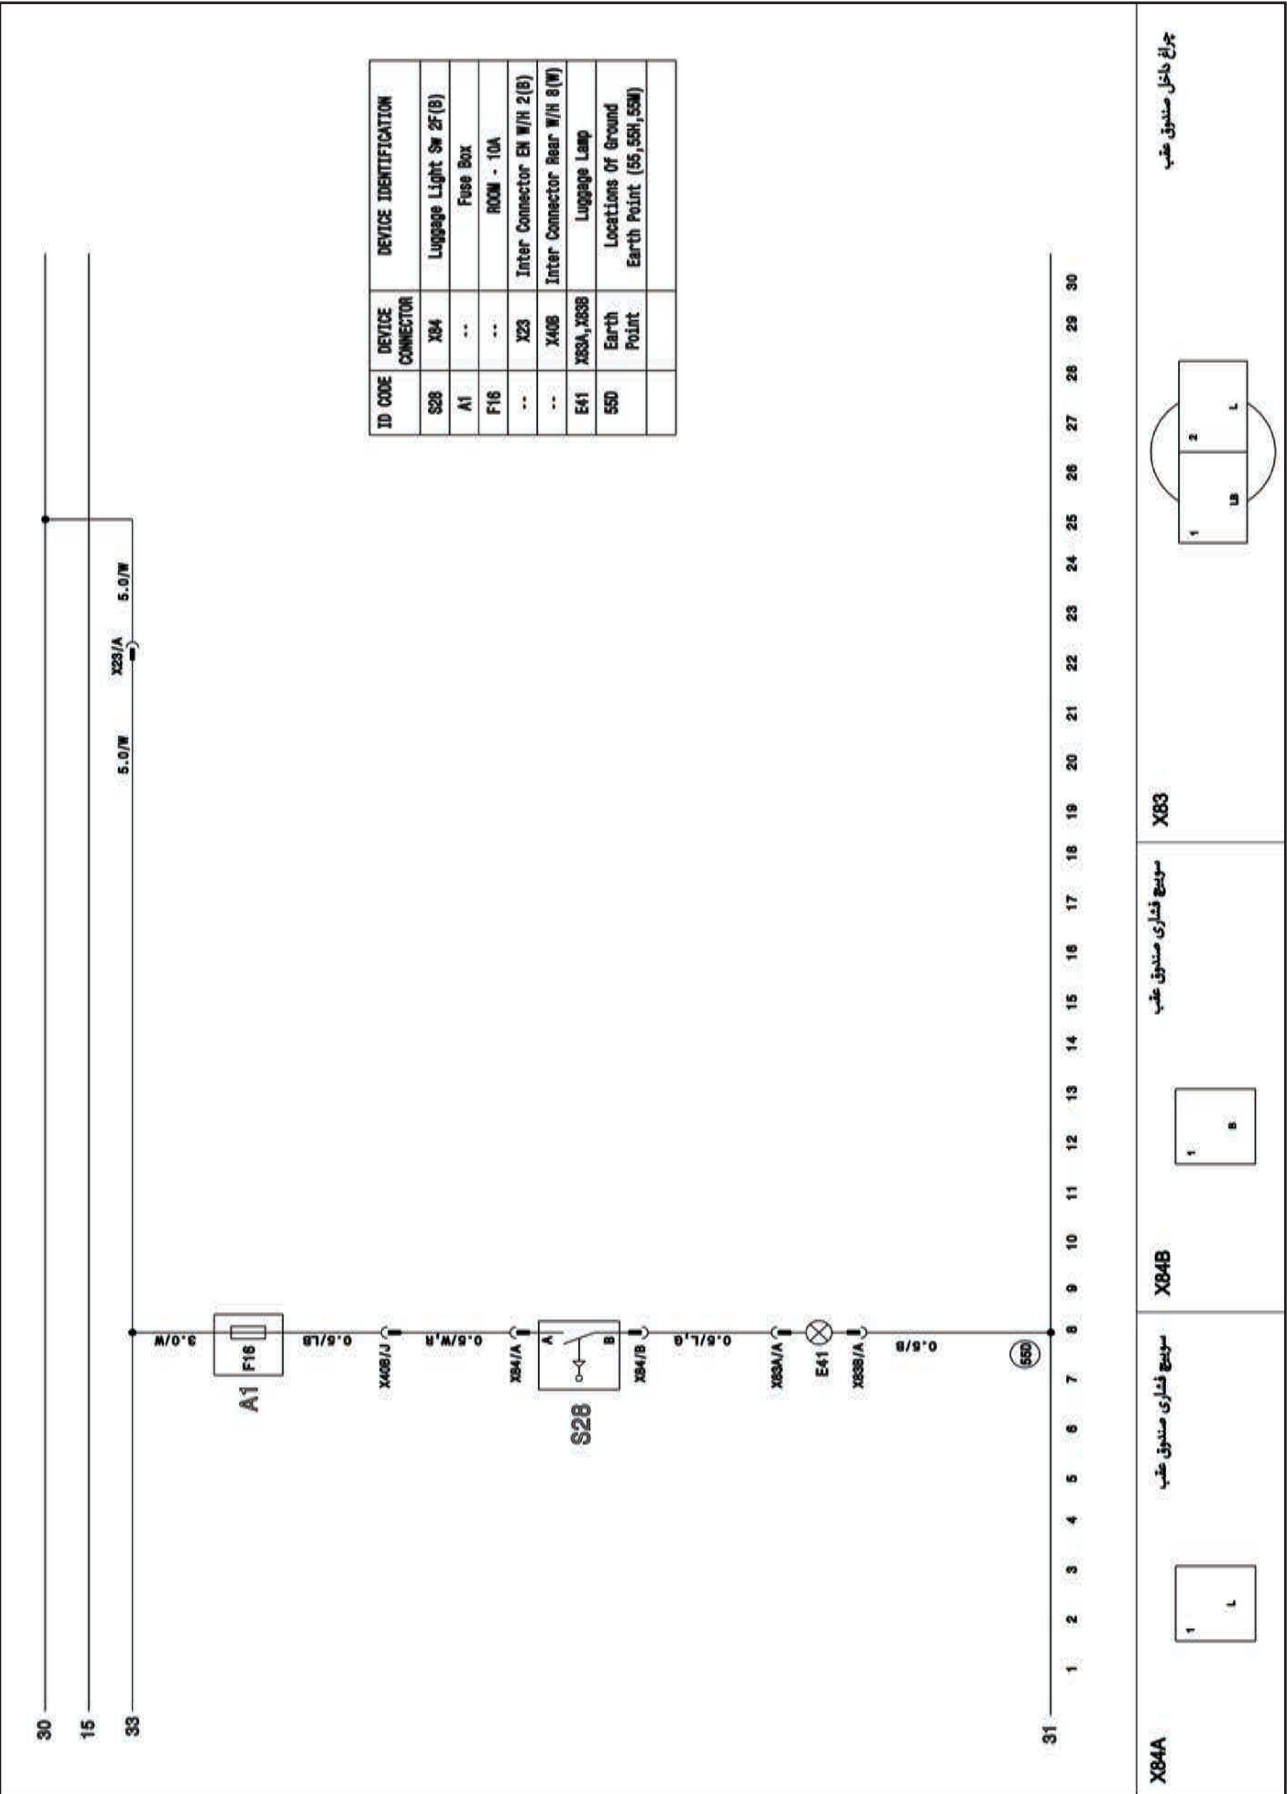 30
15
33
5.0/W
X23/A
5.0/W
3.0/W
F16
A1
0.5/LB
X40B/J
0.5/W,R
X84/A
A
B
S28
X84/B
0.5/L,G
X83A/A
E41
X83B/A
0.5/B
55D
31
1 2 3 4 5 6 7 8 9 10 11 12 13 14 15 16 17 18 19 20 21 22 23 24 25 26 27 28 29 30
ID CODE DEVICE CONNECTOR DEVICE IDENTIFICATION
S28 X84 Luggage Light SW 2F(B)
A1 -- Fuse Box
F16 -- ROOM - 10A
-- X23 Inter Connector EN W/H 2(B)
-- X40B Inter Connector Rear W/H 8(W)
E41 X83A,X83B Luggage Lamp
55D Earth Point Locations Of Ground
Earth Point (55,55H,55M)
X84A
سوییچ فشاری صندوق عقب
1
L
X84B
سوییچ فشاری صندوق عقب
1
B
X83
چراغ داخل صندوق عقب
1
LB
2
L